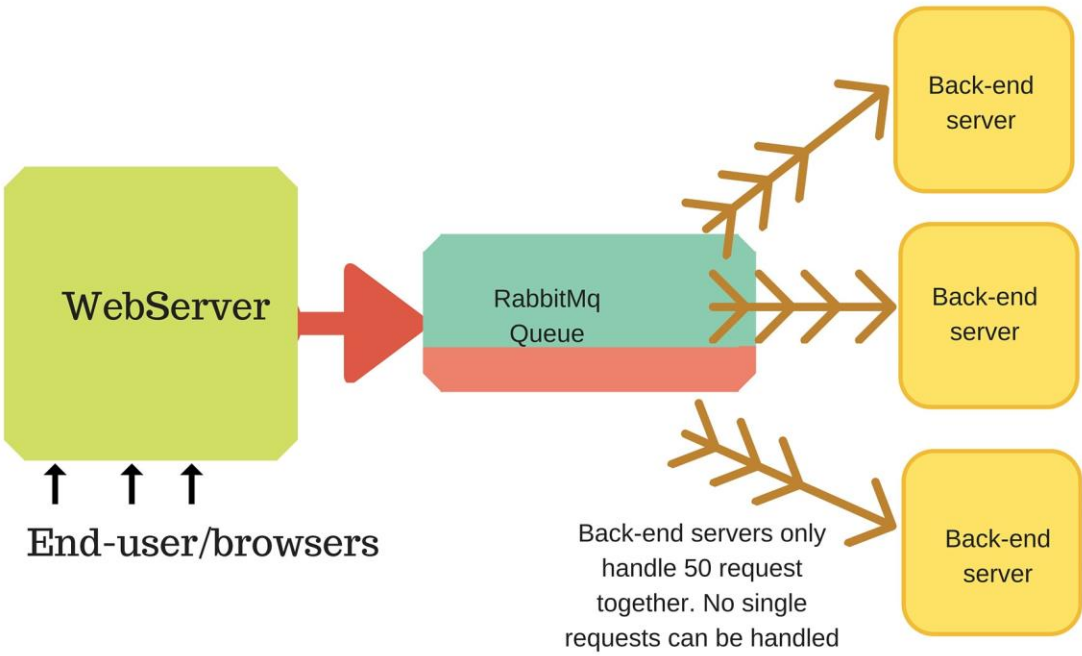 WebServer
End-user/browsers
RabbitMq
Queue
Back-end
server
Back-end
server
Back-end
server
Back-end servers only
handle 50 request
together. No single
requests can be handled